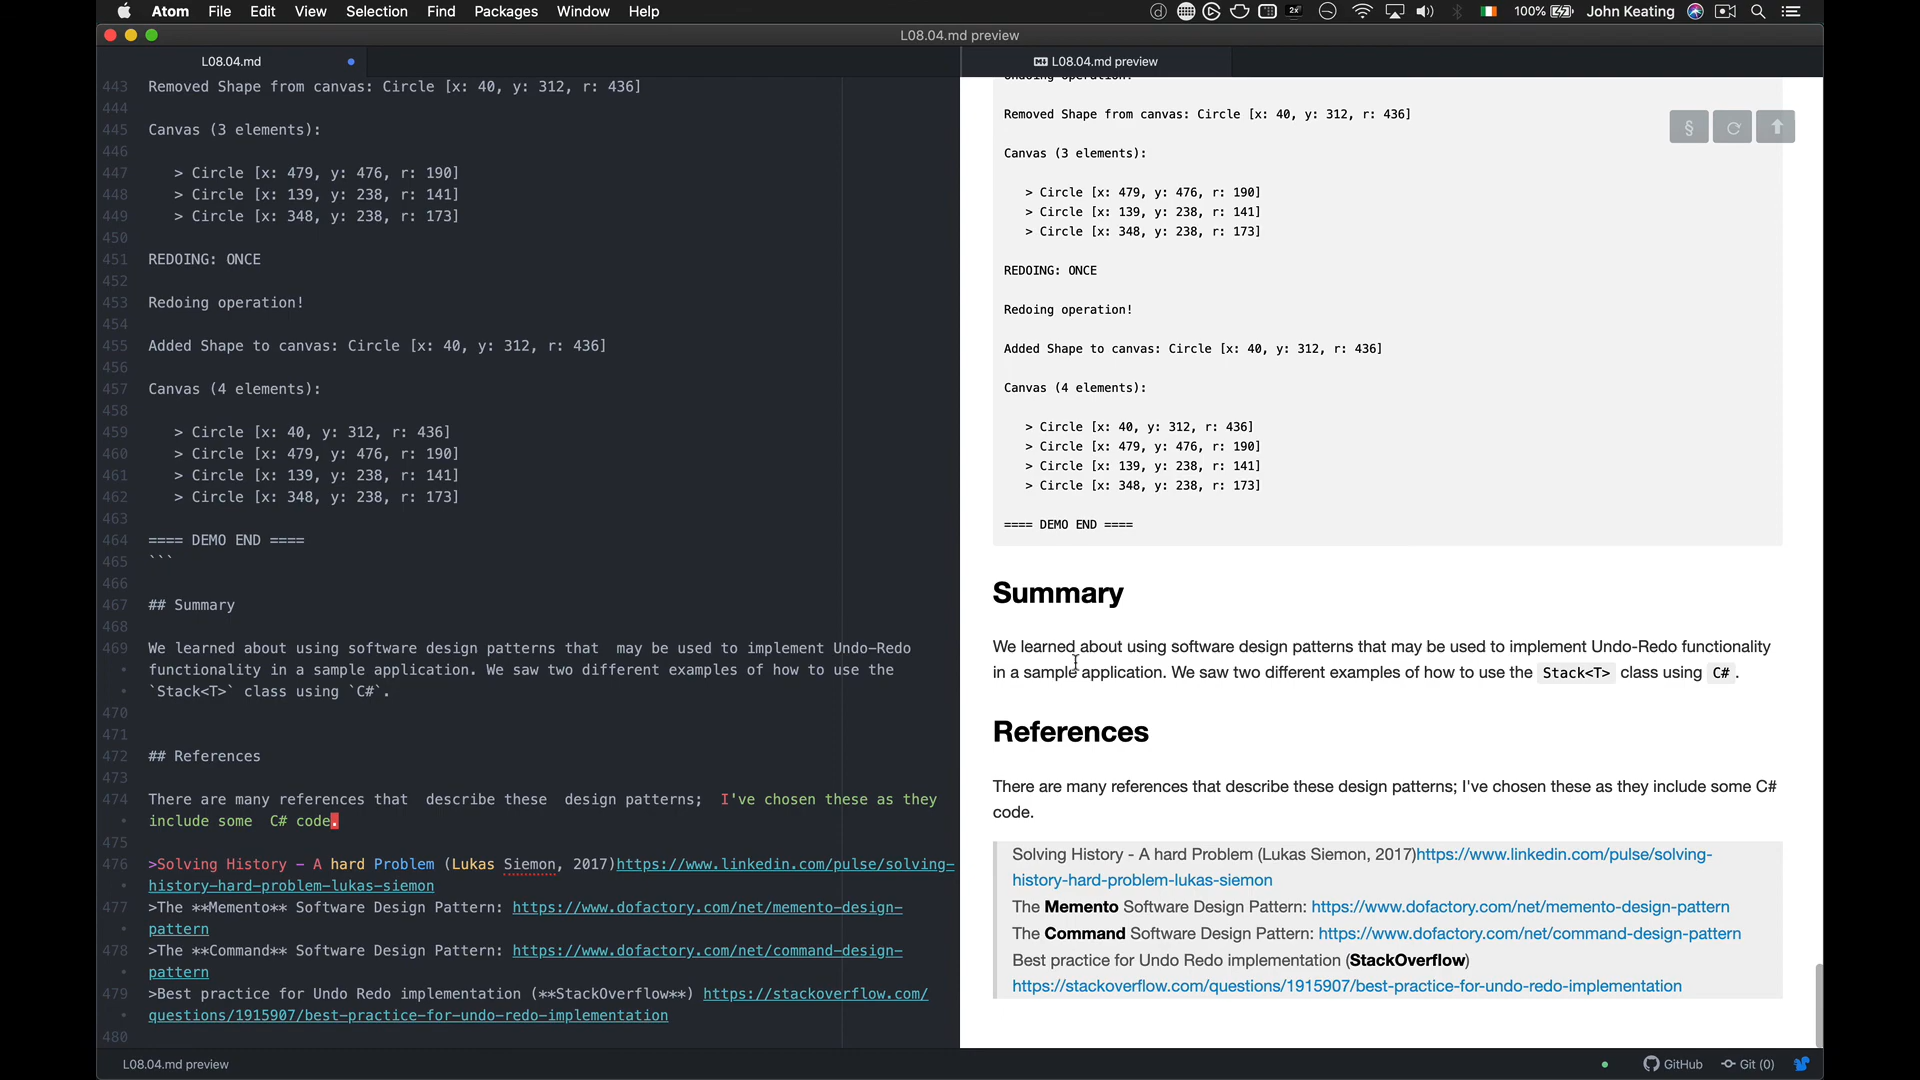 Atom File Edit View Selection Find Packages Window Help
2x 100% John Keating
L08.04.md preview
L08.04.md
443 Removed Shape from canvas: Circle [x: 40, y: 312, r: 436]
444
445 Canvas (3 elements):
446
447 > Circle [x: 479, y: 476, r: 190]
448 > Circle [x: 139, y: 238, r: 141]
449 > Circle [x: 348, y: 238, r: 173]
450
451 REDOING: ONCE
452
453 Redoing operation!
454
455 Added Shape to canvas: Circle [x: 40, y: 312, r: 436]
456
457 Canvas (4 elements):
458
459 > Circle [x: 40, y: 312, r: 436]
460 > Circle [x: 479, y: 476, r: 190]
461 > Circle [x: 139, y: 238, r: 141]
462 > Circle [x: 348, y: 238, r: 173]
463
464 ==== DEMO END ====
465 ```
466
467 ## Summary
468
469 We learned about using software design patterns that  may be used to implement Undo-Redo
functionality in a sample application. We saw two different examples of how to use the
`Stack<T>` class using `C#`.
470
471
472 ## References
473
474 There are many references that  describe these  design patterns;  I've chosen these as they
include some  C# code.
475
476 >Solving History - A hard Problem (Lukas Siemon, 2017)https://www.linkedin.com/pulse/solving-
history-hard-problem-lukas-siemon
477 >The **Memento** Software Design Pattern: https://www.dofactory.com/net/memento-design-
pattern
478 >The **Command** Software Design Pattern: https://www.dofactory.com/net/command-design-
pattern
479 >Best practice for Undo Redo implementation (**StackOverflow**) https://stackoverflow.com/
questions/1915907/best-practice-for-undo-redo-implementation
480
L08.04.md preview
Removed Shape from canvas: Circle [x: 40, y: 312, r: 436]
§
Canvas (3 elements):
> Circle [x: 479, y: 476, r: 190]
> Circle [x: 139, y: 238, r: 141]
> Circle [x: 348, y: 238, r: 173]
REDOING: ONCE
Redoing operation!
Added Shape to canvas: Circle [x: 40, y: 312, r: 436]
Canvas (4 elements):
> Circle [x: 40, y: 312, r: 436]
> Circle [x: 479, y: 476, r: 190]
> Circle [x: 139, y: 238, r: 141]
> Circle [x: 348, y: 238, r: 173]
==== DEMO END ====
Summary
We learned about using software design patterns that may be used to implement Undo-Redo functionality
in a sample application. We saw two different examples of how to use the Stack<T> class using C# .
References
There are many references that describe these design patterns; I've chosen these as they include some C#
code.
Solving History - A hard Problem (Lukas Siemon, 2017)https://www.linkedin.com/pulse/solving-
history-hard-problem-lukas-siemon
The Memento Software Design Pattern: https://www.dofactory.com/net/memento-design-pattern
The Command Software Design Pattern: https://www.dofactory.com/net/command-design-pattern
Best practice for Undo Redo implementation (StackOverflow)
https://stackoverflow.com/questions/1915907/best-practice-for-undo-redo-implementation
L08.04.md preview
GitHub Git (0)